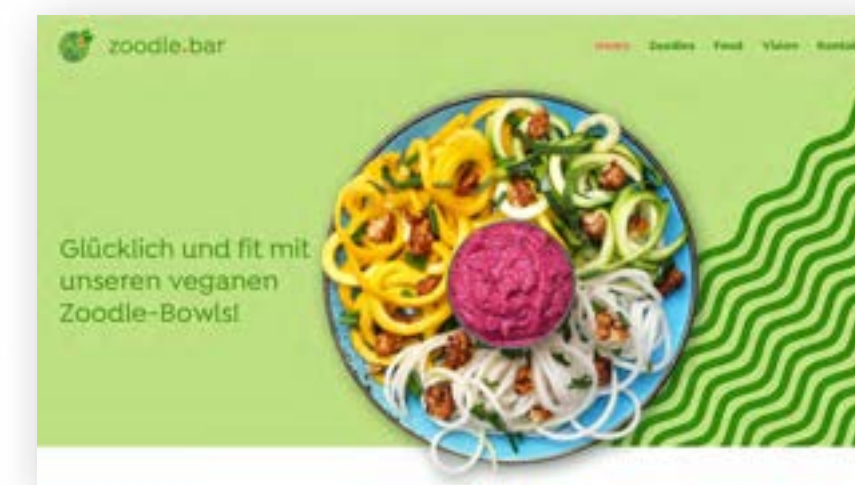 zoodle.bar
Home Zoodles Food Vision
Glücklich und fit mit
unseren veganen
Zoodle-Bowls!